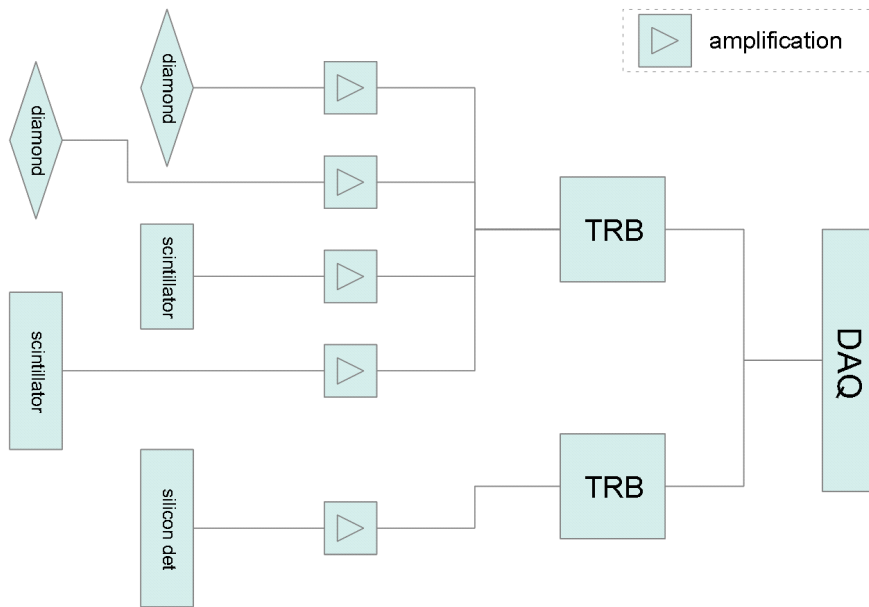 amplification
diamond
diamond
scintillator
scintillator
silicon det
TRB
TRB
DAQ